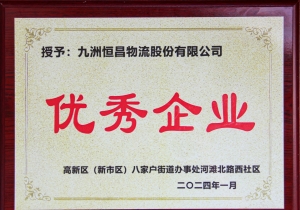 授予：九洲恒昌物流股份有限公司
优秀企业
高新区（新市区）八家户街道办事处河滩北路西社区
二〇二四年一月